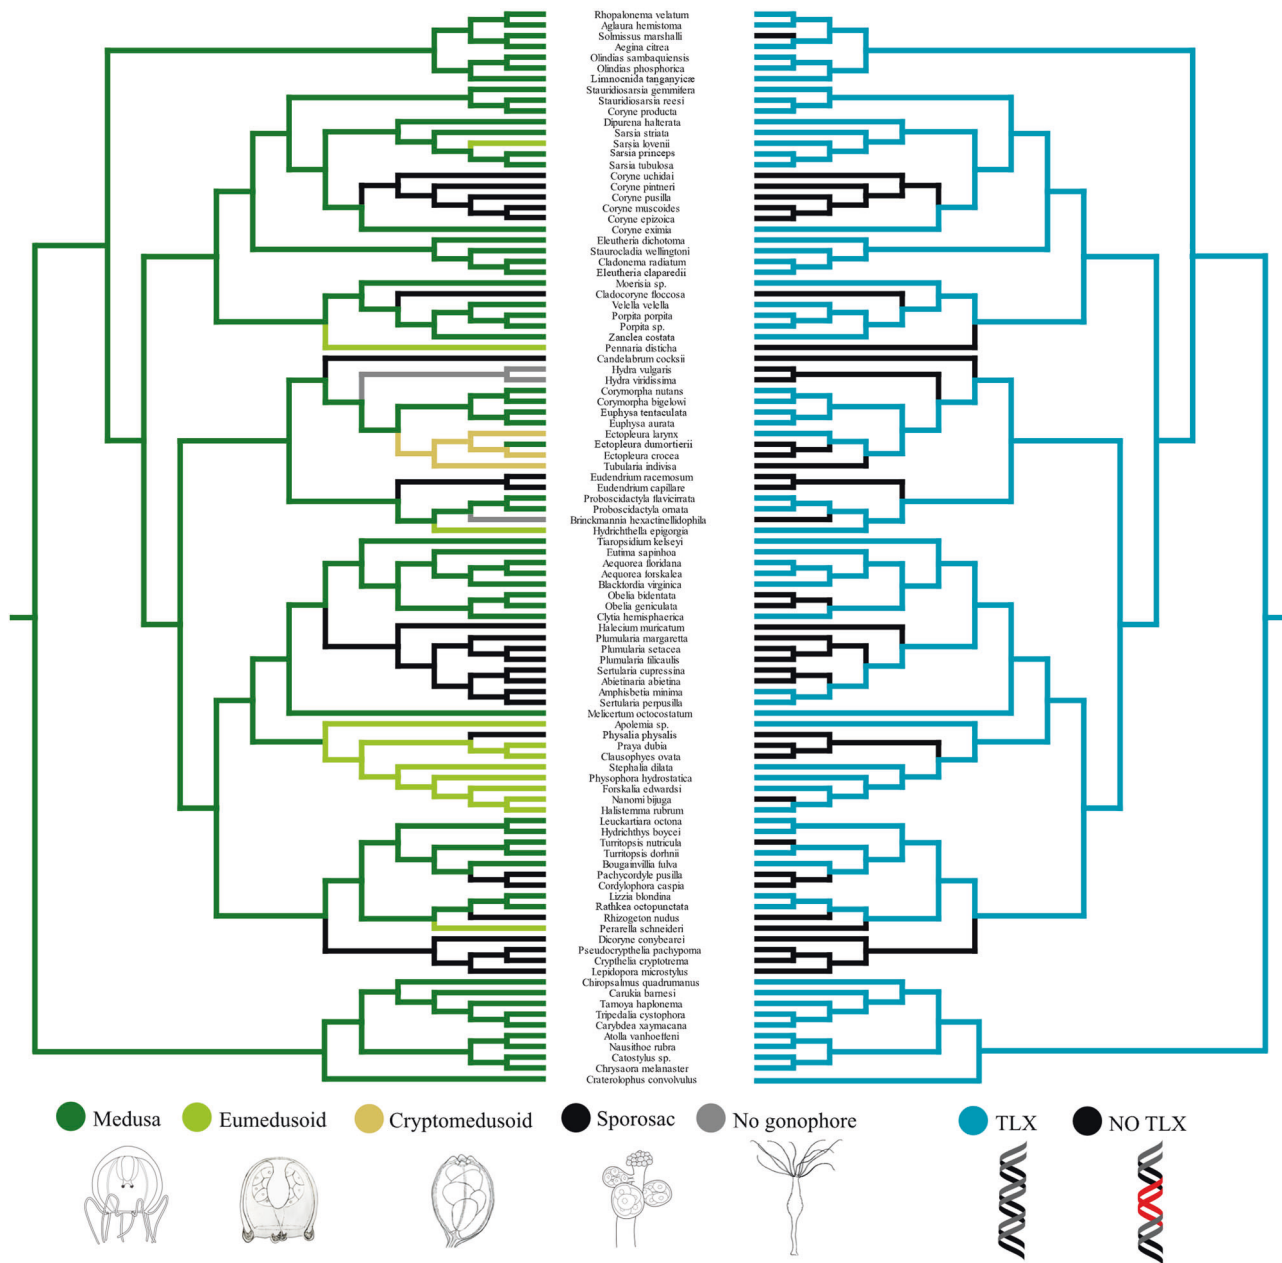 Rhopalonema velatum
Aglaura hemistoma
Solmissus marshalli
Aegina citrea
Olindias sambaquiensis
Olindias phosphorica
Limnocnida tanganyicæ
Stauridiosarsia gemmifera
Stauridiosarsia reesi
Coryne producta
Dipurena halterata
Sarsia striata
Sarsia lovenii
Sarsia princeps
Sarsia tubulosa
Coryne uchidai
Coryne pintneri
Coryne pusilla
Coryne muscoides
Coryne epizoica
Coryne eximia
Eleutheria dichotoma
Staurocladia wellingtoni
Cladonema radiatum
Eleutheria claparedii
Moerisia sp.
Cladocoryne floccosa
Velella velella
Porpita porpita
Porpita sp.
Zanclea costata
Pennaria disticha
Candelabrum cocksii
Hydra vulgaris
Hydra viridissima
Corymorpha nutans
Corymorpha bigelowi
Euphysa tentaculata
Euphysa aurata
Ectopleura larynx
Ectopleura dumortierii
Ectopleura crocea
Tubularia indivisa
Eudendrium racemosum
Eudendrium capillare
Proboscidactyla flavicirrata
Proboscidactyla ornata
Brinckmannia hexactinellidophila
Hydrichthella epigorgia
Tiaropsidium kelseyi
Eutima sapinhoa
Aequorea floridana
Aequorea forskalea
Blackfordia virginica
Obelia bidentata
Obelia geniculata
Clytia hemisphaerica
Halecium muricatum
Plumularia margaretta
Plumularia setacea
Plumularia filicaulis
Sertularia cupressina
Abietinaria abietina
Amphisbetia minima
Sertularia perpusilla
Melicertum octocostatum
Apolemia sp.
Physalia physalis
Praya dubia
Clausophyes ovata
Stephalia dilata
Physophora hydrostatica
Forskalia edwardsi
Nanomi bijuga
Halistemma rubrum
Leuckartiara octona
Hydrichthys boycei
Turritopsis nutricula
Turritopsis dorhnii
Bougainvillia fulva
Pachycordyle pusilla
Cordylophora caspia
Lizzia blondina
Rathkea octopunctata
Rhizogeton nudus
Perarella schneideri
Dicoryne conybearei
Pseudocrypthelia pachypoma
Crypthelia cryptotrema
Lepidopora microstylus
Chiropsalmus quadrumanus
Carukia barnesi
Tamoya haplonema
Tripedalia cystophora
Carybdea xaymacana
Atolla vanhoeffeni
Nausithoe rubra
Catostylus sp.
Chrysaora melanaster
Craterolophus convolvulus
Medusa Eumedusoid Cryptomedusoid Sporosac No gonophore TLX NO TLX